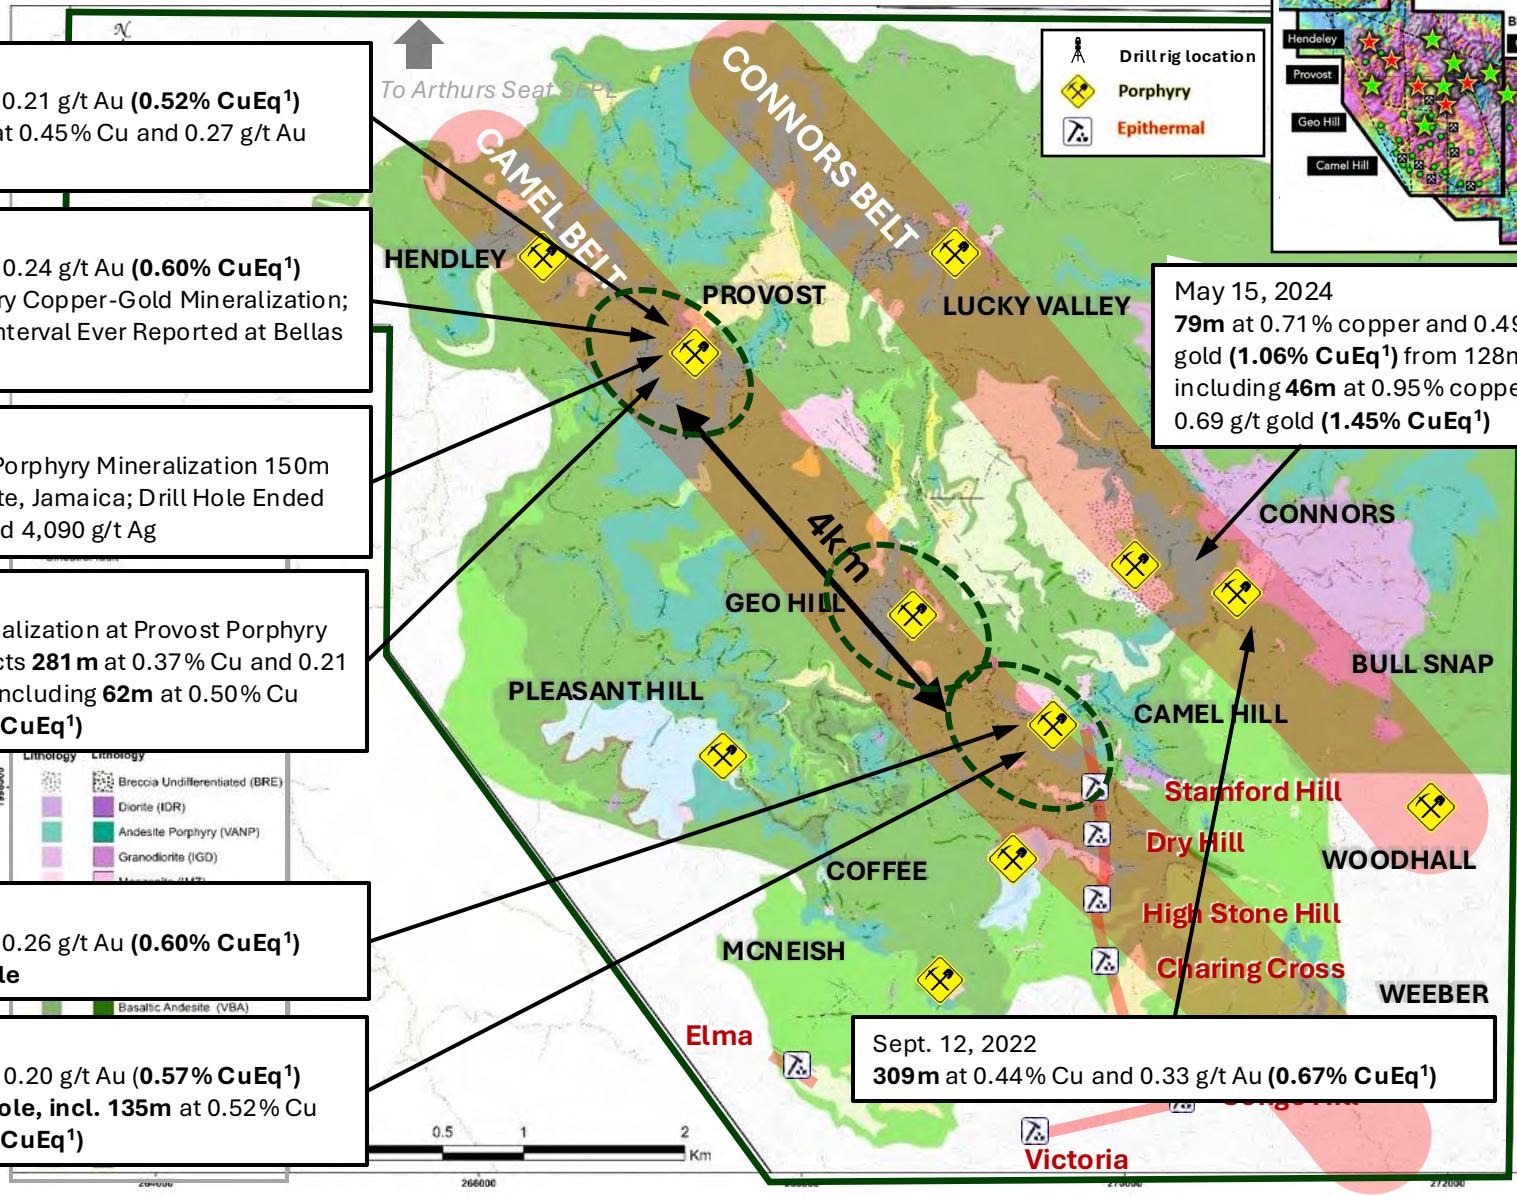 N
To Arthurs Seat SEPL
0.21 g/t Au (0.52% CuEq¹)
at 0.45% Cu and 0.27 g/t Au
0.24 g/t Au (0.60% CuEq¹)
ry Copper-Gold Mineralization;
nterval Ever Reported at Bellas
Porphyry Mineralization 150m
te, Jamaica; Drill Hole Ended
d 4,090 g/t Ag
alization at Provost Porphyry
cts 281m at 0.37% Cu and 0.21
including 62m at 0.50% Cu
CuEq¹)
Lithology Lithology
Breccia Undifferentiated (BRE)
Diorite (IDR)
Andesite Porphyry (VANP)
Granodiorite (IGD)
0.26 g/t Au (0.60% CuEq¹)
le
Basaltic Andesite (VBA)
0.20 g/t Au (0.57% CuEq¹)
ole, incl. 135m at 0.52% Cu
CuEq¹)
0.5 1 2
Km
264000 266000 270000 272000
CAMEL BELT
CONNORS BELT
Drill rig location
Porphyry
Epithermal
Hendeley
Provost
Geo Hill
Camel Hill
HENDLEY
PROVOST
LUCKY VALLEY
May 15, 2024
79m at 0.71% copper and 0.49
gold (1.06% CuEq¹) from 128m
including 46m at 0.95% coppe
0.69 g/t gold (1.45% CuEq¹)
4km
CONNORS
GEO HILL
BULL SNAP
PLEASANT HILL
CAMEL HILL
Stamford Hill
Dry Hill
WOODHALL
COFFEE
High Stone Hill
MCNEISH
Charing Cross
WEEBER
Elma
Sept. 12, 2022
309m at 0.44% Cu and 0.33 g/t Au (0.67% CuEq¹)
Victoria